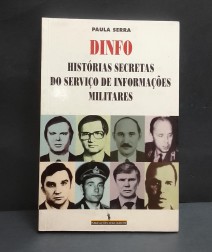 PAULA SERRA
DINFO
HISTÓRIAS SECRETAS
DO SERVIÇO DE INFORMAÇÕES
MILITARES